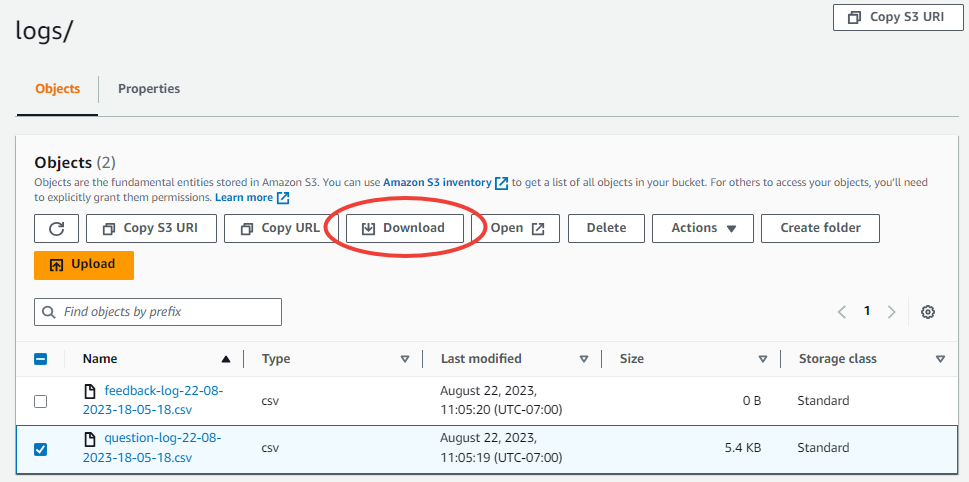 Copy S3 URI
logs/
Objects
Properties
Objects (2)
Objects are the fundamental entities stored in Amazon S3. You can use Amazon S3 inventory to get a list of all objects in your bucket. For others to access your objects, you'll need
to explicitly grant them permissions. Learn more
Copy S3 URI
Copy URL
Download
Open
Delete
Actions
Create folder
Upload
Find objects by prefix
1
Name
Type
Last modified
Size
Storage class
feedback-log-22-08-
2023-18-05-18.csv
csv
August 22, 2023,
11:05:20 (UTC-07:00)
0 B
Standard
question-log-22-08-
2023-18-05-18.csv
csv
August 22, 2023,
11:05:19 (UTC-07:00)
5.4 KB
Standard